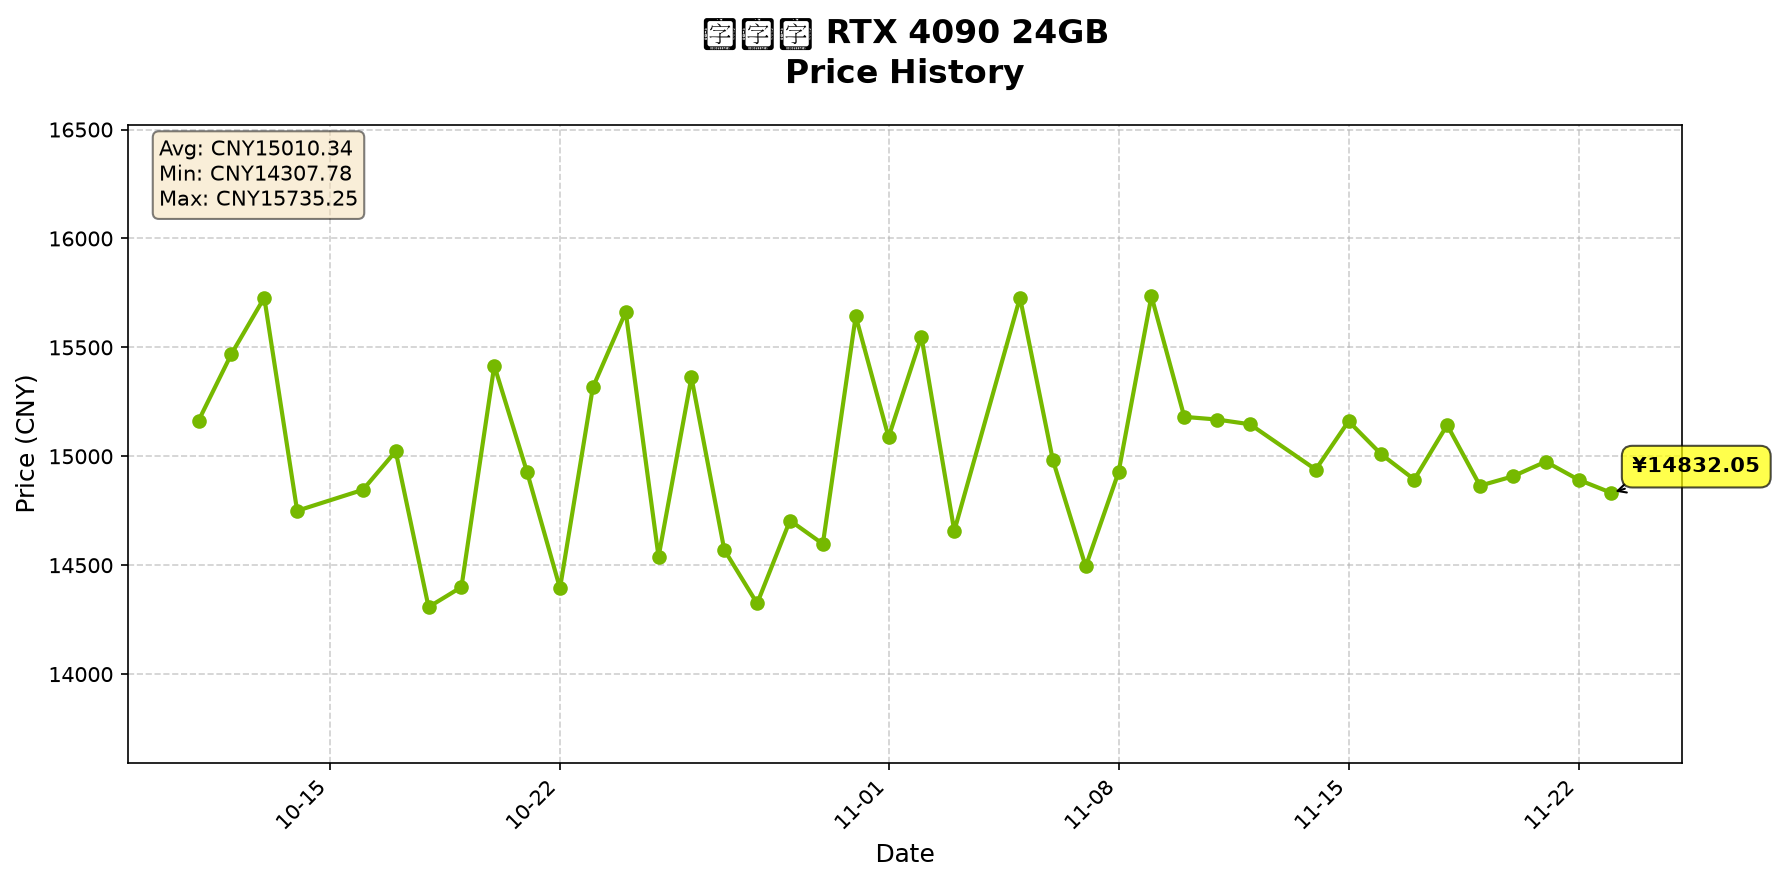 RTX 4090 24GB
Price History
Avg: CNY15010.34
Min: CNY14307.78
Max: CNY15735.25
16500
16000
15500
15000
14500
14000
Price (CNY)
¥14832.05
10-15
10-22
11-01
11-08
11-15
11-22
Date